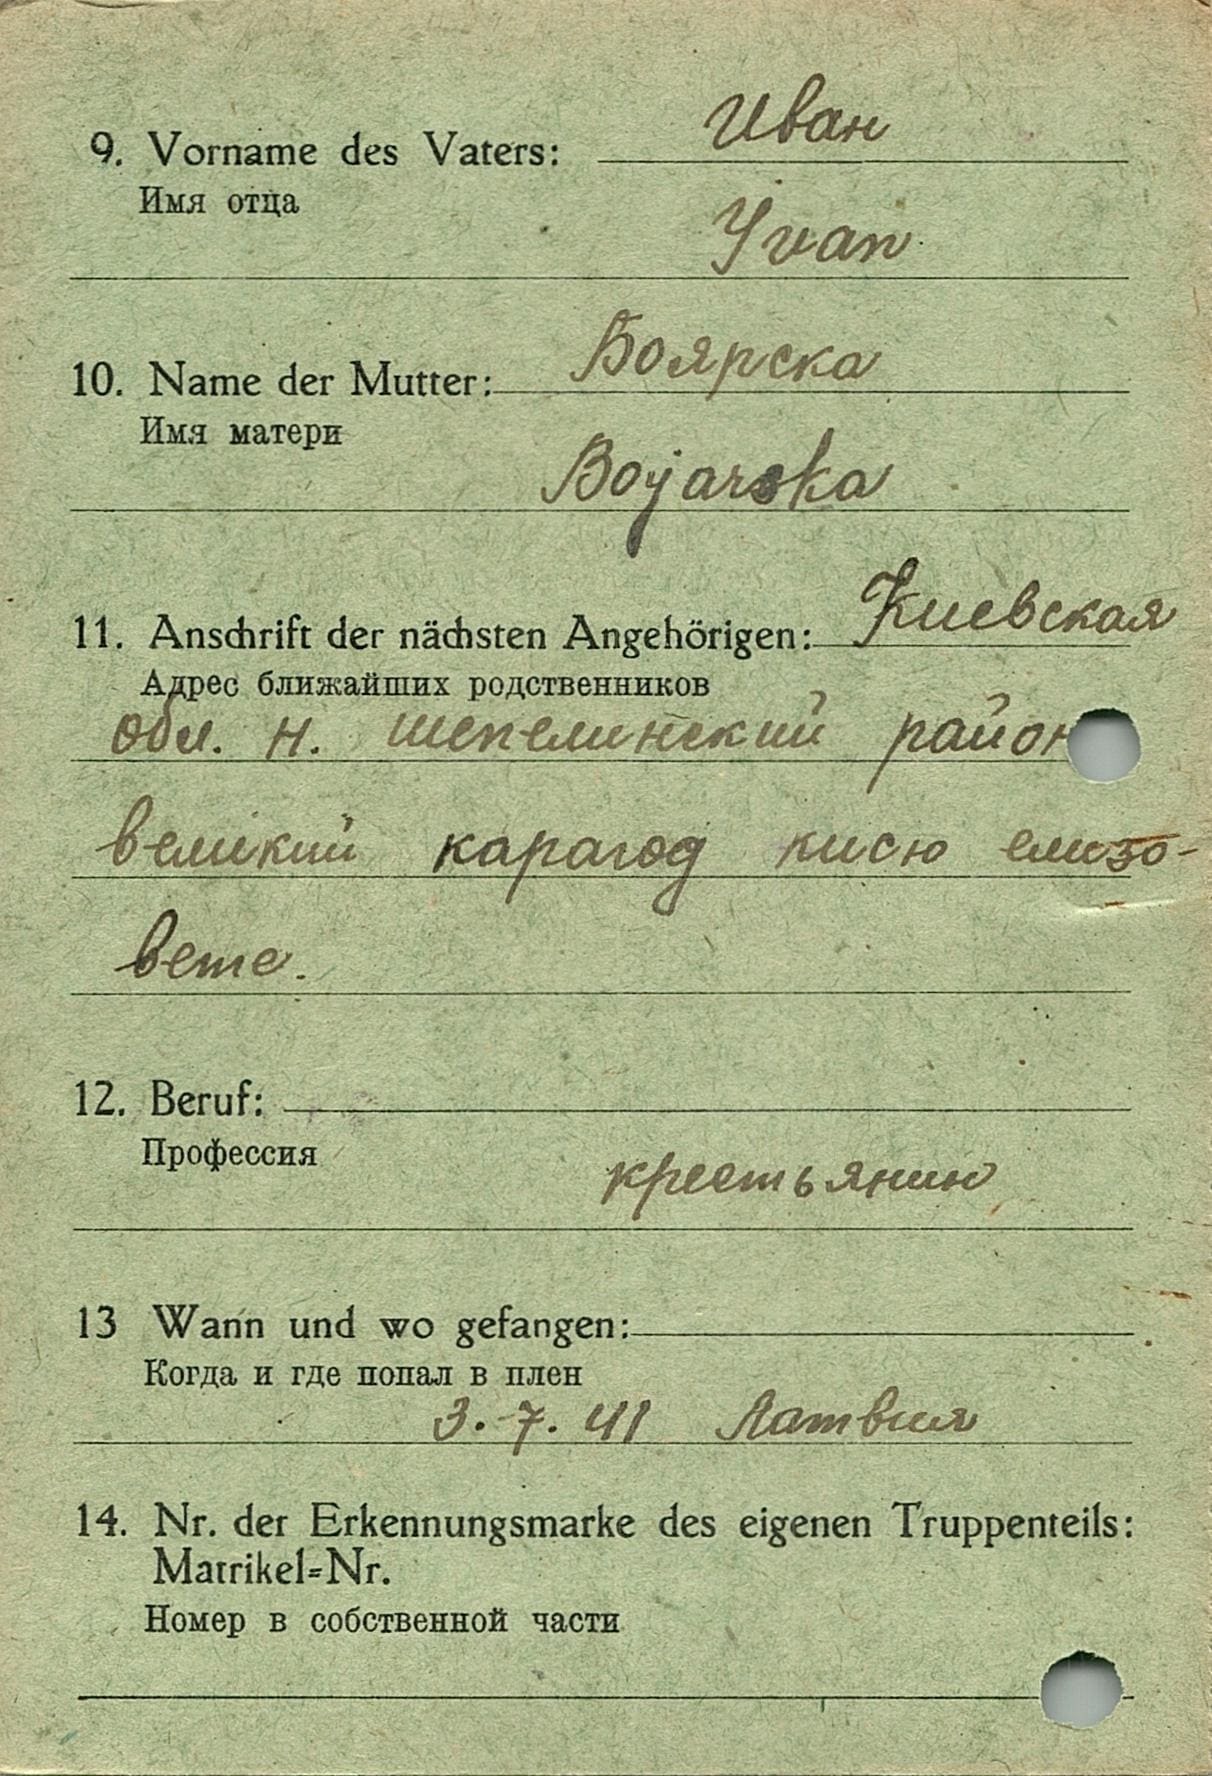 9. Vorname des Vaters: Иван
Имя отца
Yvan
10. Name der Mutter: Боярска
Имя матери
Bojarska
11. Anschrift der nächsten Angehörigen: Киевская
Адрес ближайших родственников
обл. н. шепелинский район
великий карагод кисю елизо-
вете.
12. Beruf:
Профессия
крестьянин
13 Wann und wo gefangen:
Когда и где попал в плен
3. 7. 41 Латвия
14. Nr. der Erkennungsmarke des eigenen Truppenteils:
Matrikel=Nr.
Номер в собственной части